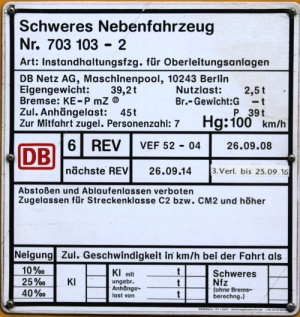 Schweres Nebenfahrzeug
Nr. 703 103 - 2
Art: Instandhaltungsfzg. für Oberleitungsanlagen
DB Netz AG, Maschinenpool, 10243 Berlin
Eigengewicht: 39,2t Nutzlast: 2,5t
Bremse: KE-P mZ Br.-Gewicht: G - t
Zul. Anhängelast: 45t P 39t
Zur Mitfahrt zugel. Personenzahl: 7 Hg: 100 km/h
DB 6 REV VEF 52 - 04 26.09.08
nächste REV 26.09.14 3.Verl. bis 25.09.16
Abstoßen und Ablaufenlassen verboten
Zugelassen für Streckenklasse C2 bzw. CM2 und höher
Neigung Zul. Geschwindigkeit in km/h bei der Fahrt als
10‰ Kl mit t Schweres
25‰ Kl ungebr. t Nfz
Anhänge- (ohne Brems-
40‰ last von t berechng.)